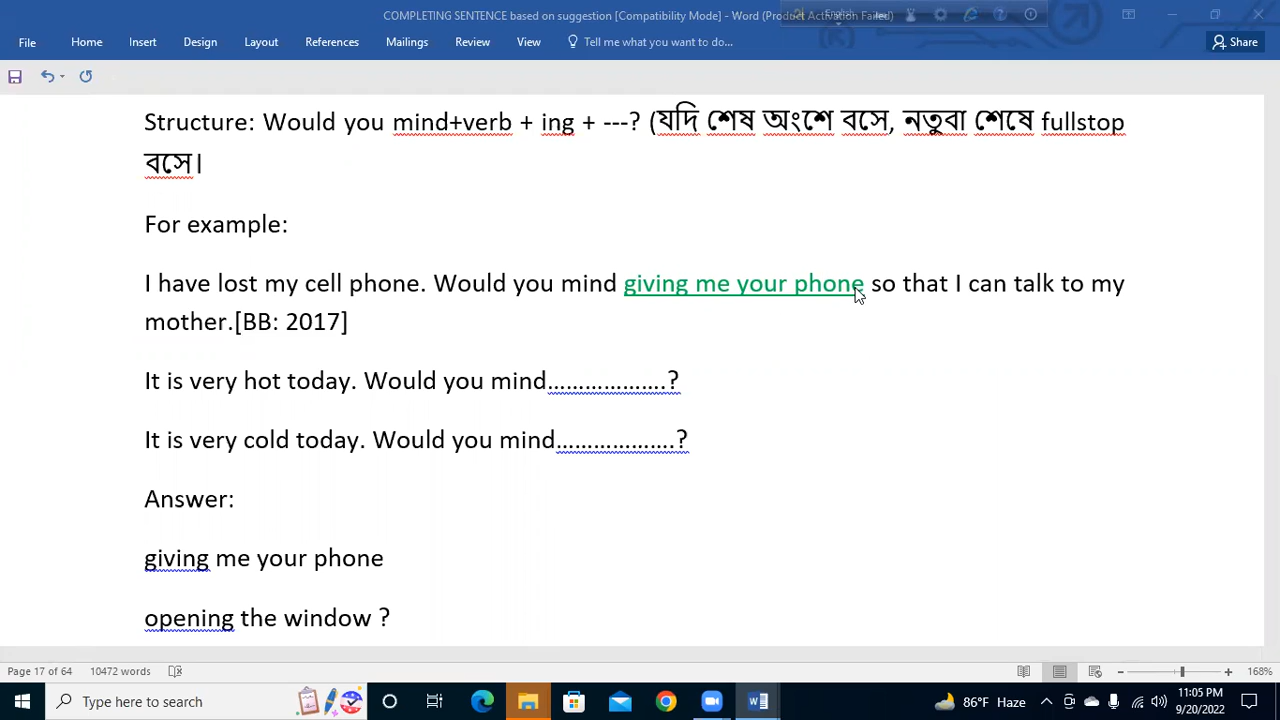 COMPLETING SENTENCE based on suggestion [Compatibility Mode] - Word (Product Activation Failed)
English
File Home Insert Design Layout References Mailings Review View Tell me what you want to do... Share
Structure: Would you mind+verb + ing + ---? (যদি শেষ অংশে বসে, নতুবা শেষে fullstop
বসে।
For example:
I have lost my cell phone. Would you mind giving me your phone so that I can talk to my
mother.[BB: 2017]
It is very hot today. Would you mind……………….?
It is very cold today. Would you mind……………….?
Answer:
giving me your phone
opening the window ?
Page 17 of 64 10472 words 168%
Type here to search 86°F Haze 11:05 PM
9/20/2022